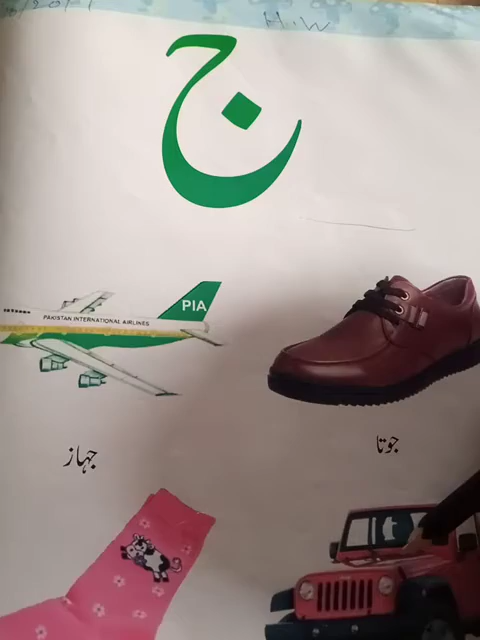 H.W
ج
PIA
PAKISTAN INTERNATIONAL AIRLINES
جوتا
جہاز